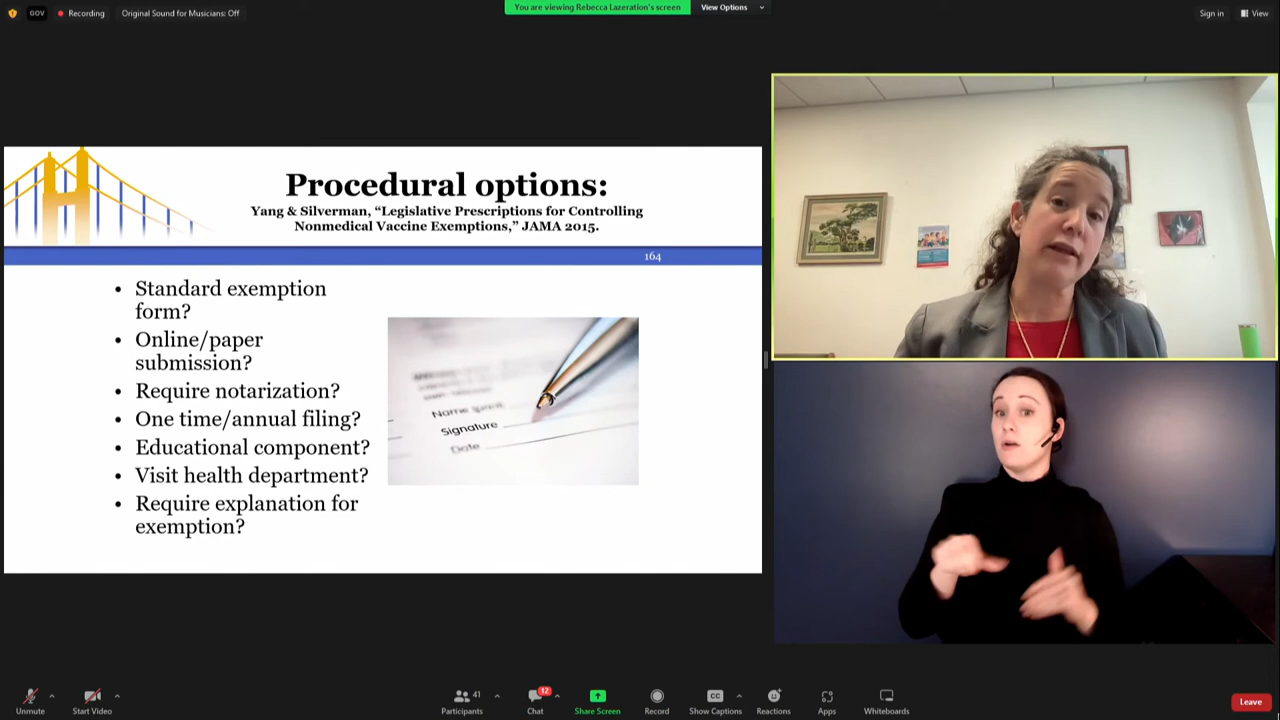 GOV
Recording
Original Sound for Musicians: Off
You are viewing Rebecca Lazeration's screen
View Options
Sign in
View
Procedural options:
Yang & Silverman, “Legislative Prescriptions for Controlling
Nonmedical Vaccine Exemptions,” JAMA 2015.
164
• Standard exemption
form?
• Online/paper
submission?
• Require notarization?
• One time/annual filing?
• Educational component?
• Visit health department?
• Require explanation for
exemption?
Signature
Date
Unmute
Start Video
41
Participants
12
Chat
Share Screen
Record
CC
Show Captions
Reactions
Apps
Whiteboards
Leave